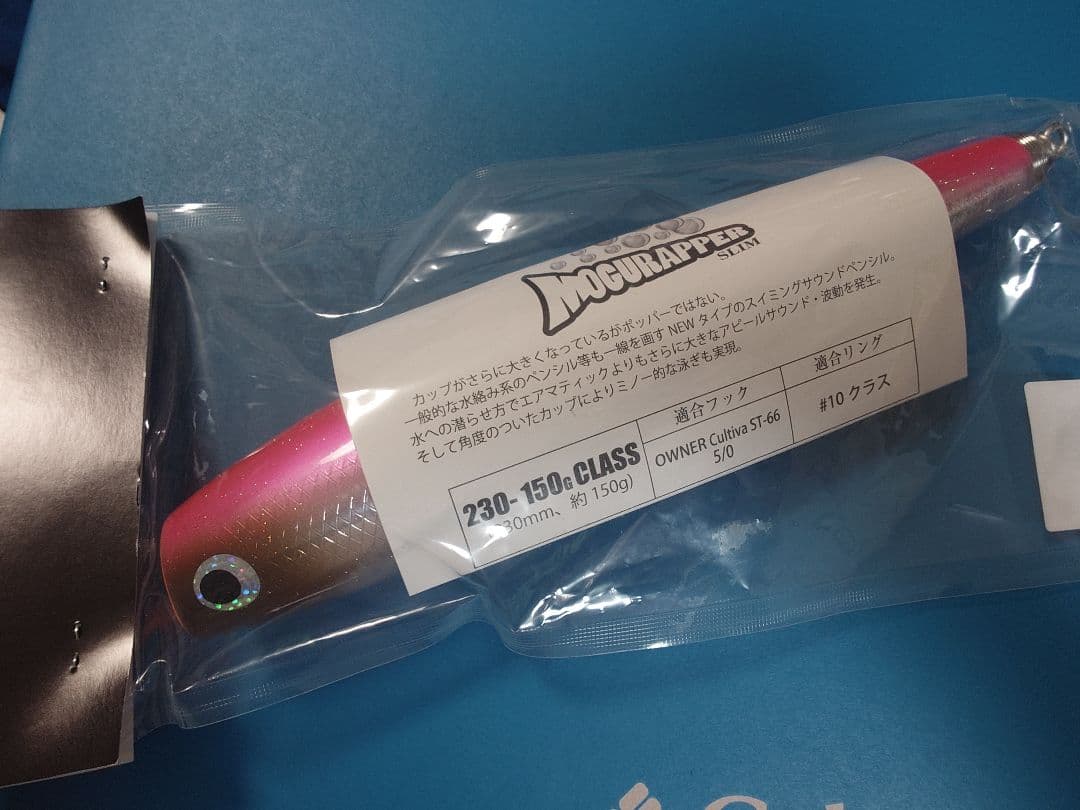 MOGURAPPER
SLIM
カップがさらに大きくなっているがポッパーではない。
一般的な水絡み系のペンシル等も一線を画す NEW タイプのスイミングサウンドペンシル。
水への潜らせ方でエアマティックよりもさらに大きなアピールサウンド・波動を発生。
そして角度のついたカップによりミノー的な泳ぎも実現。
適合フック
適合リング
230- 150G CLASS
30mm、約 150g)
OWNER Cultiva ST-66
5/0
#10 クラス